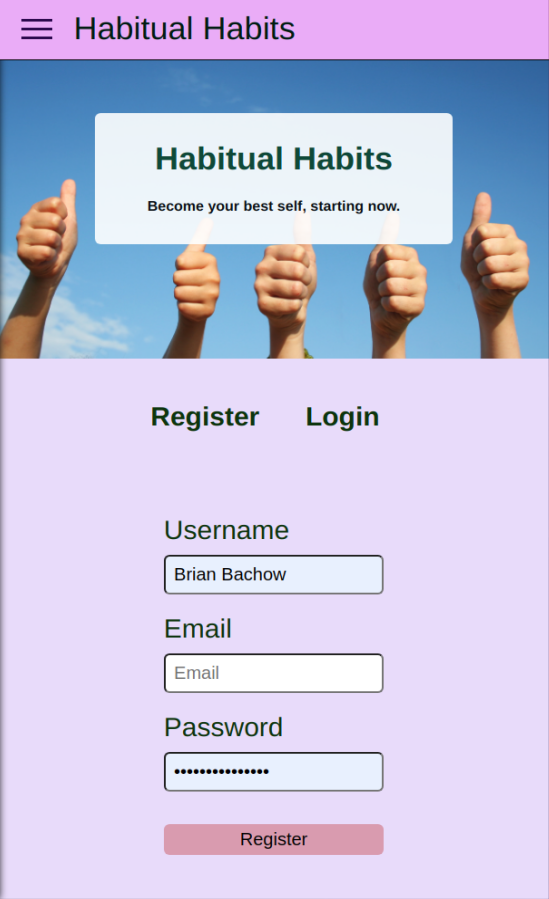 Habitual Habits
Habitual Habits
Become your best self, starting now.
Register Login
Username
Brian Bachow
Email
Email
Password
•••••••••••••••
Register